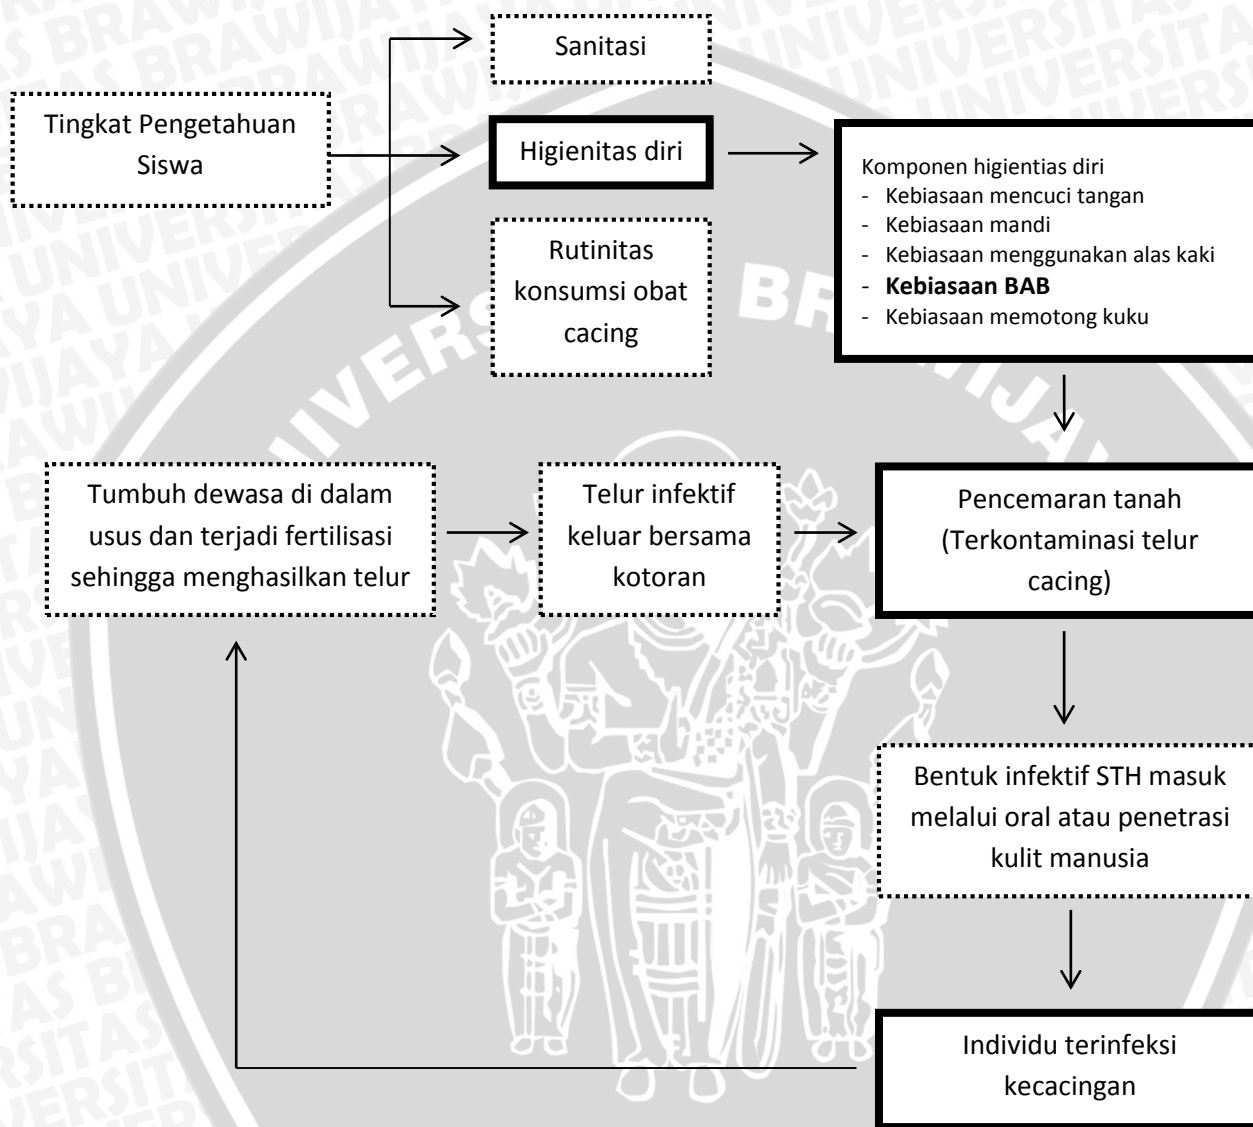 Sanitasi
Tingkat Pengetahuan
Siswa
Higienitas diri
Komponen higientias diri
- Kebiasaan mencuci tangan
- Kebiasaan mandi
- Kebiasaan menggunakan alas kaki
- Kebiasaan BAB
- Kebiasaan memotong kuku
Rutinitas
konsumsi obat
cacing
Tumbuh dewasa di dalam
usus dan terjadi fertilisasi
sehingga menghasilkan telur
Telur infektif
keluar bersama
kotoran
Pencemaran tanah
(Terkontaminasi telur
cacing)
Bentuk infektif STH masuk
melalui oral atau penetrasi
kulit manusia
Individu terinfeksi
kecacingan